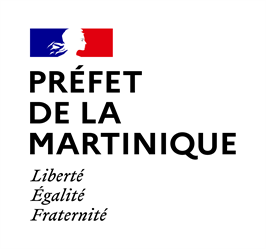 PRÉFET
DE LA
MARTINIQUE
Liberté
Égalité
Fraternité